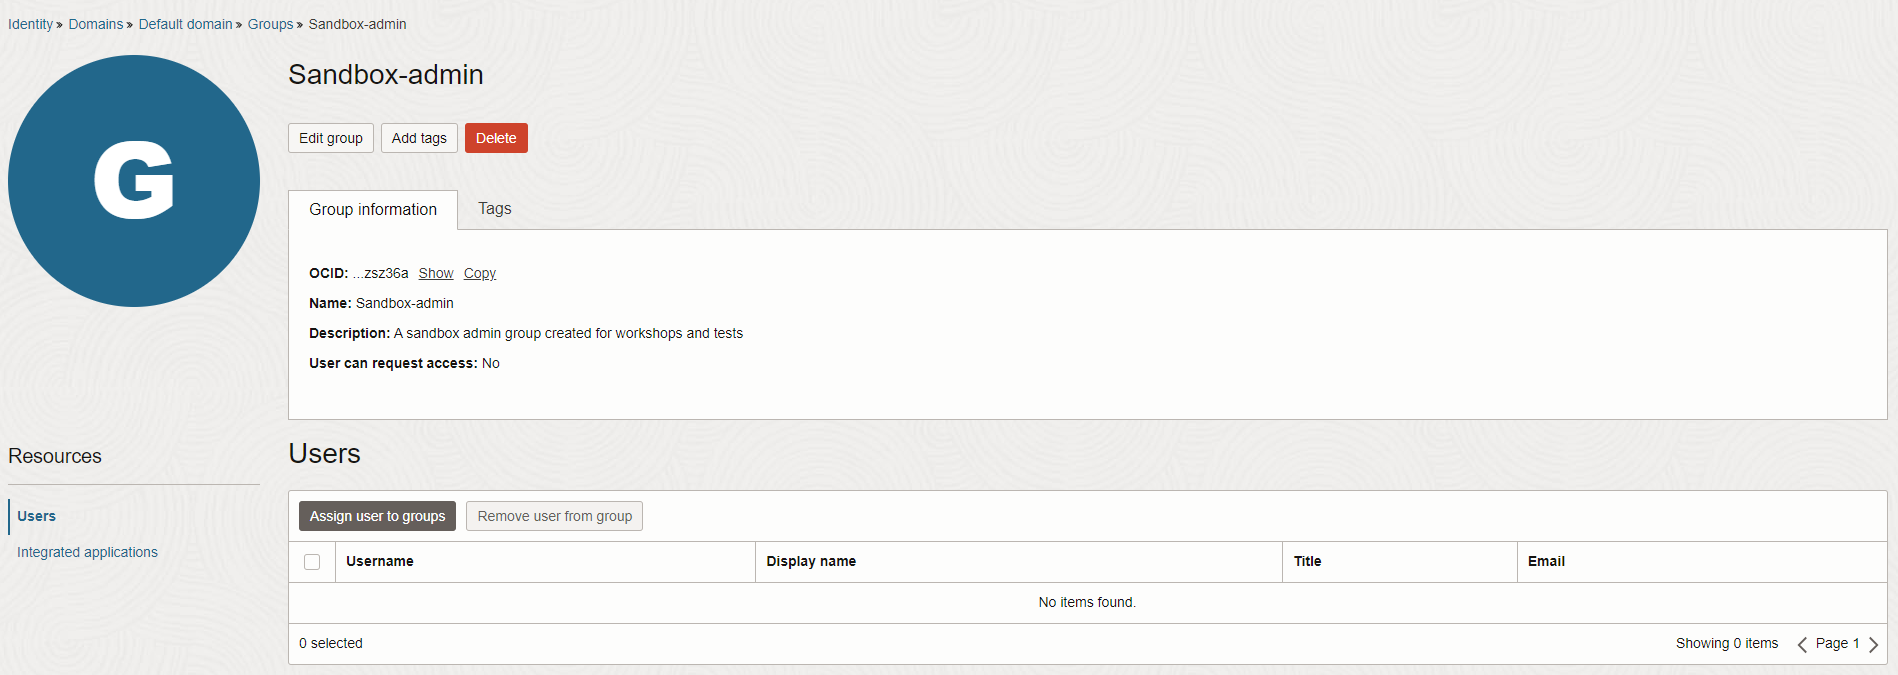 Identity » Domains » Default domain » Groups » Sandbox-admin
G
Sandbox-admin
Edit group Add tags Delete
Group information Tags
OCID: ...zsz36a Show Copy
Name: Sandbox-admin
Description: A sandbox admin group created for workshops and tests
User can request access: No
Resources
Users
Integrated applications
Users
Assign user to groups Remove user from group
Username Display name Title Email
No items found.
0 selected Showing 0 items Page 1